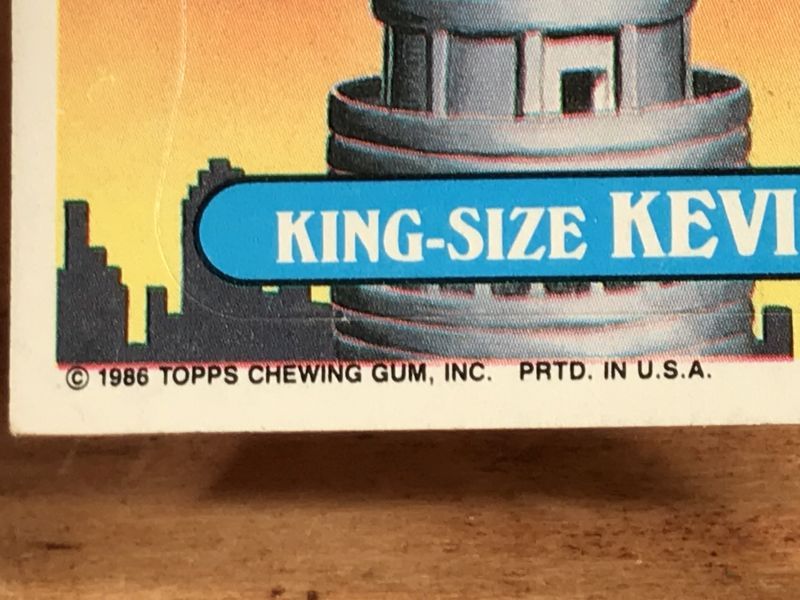 KING-SIZE KEVI
© 1986 TOPPS CHEWING GUM, INC. PRTD. IN U.S.A.